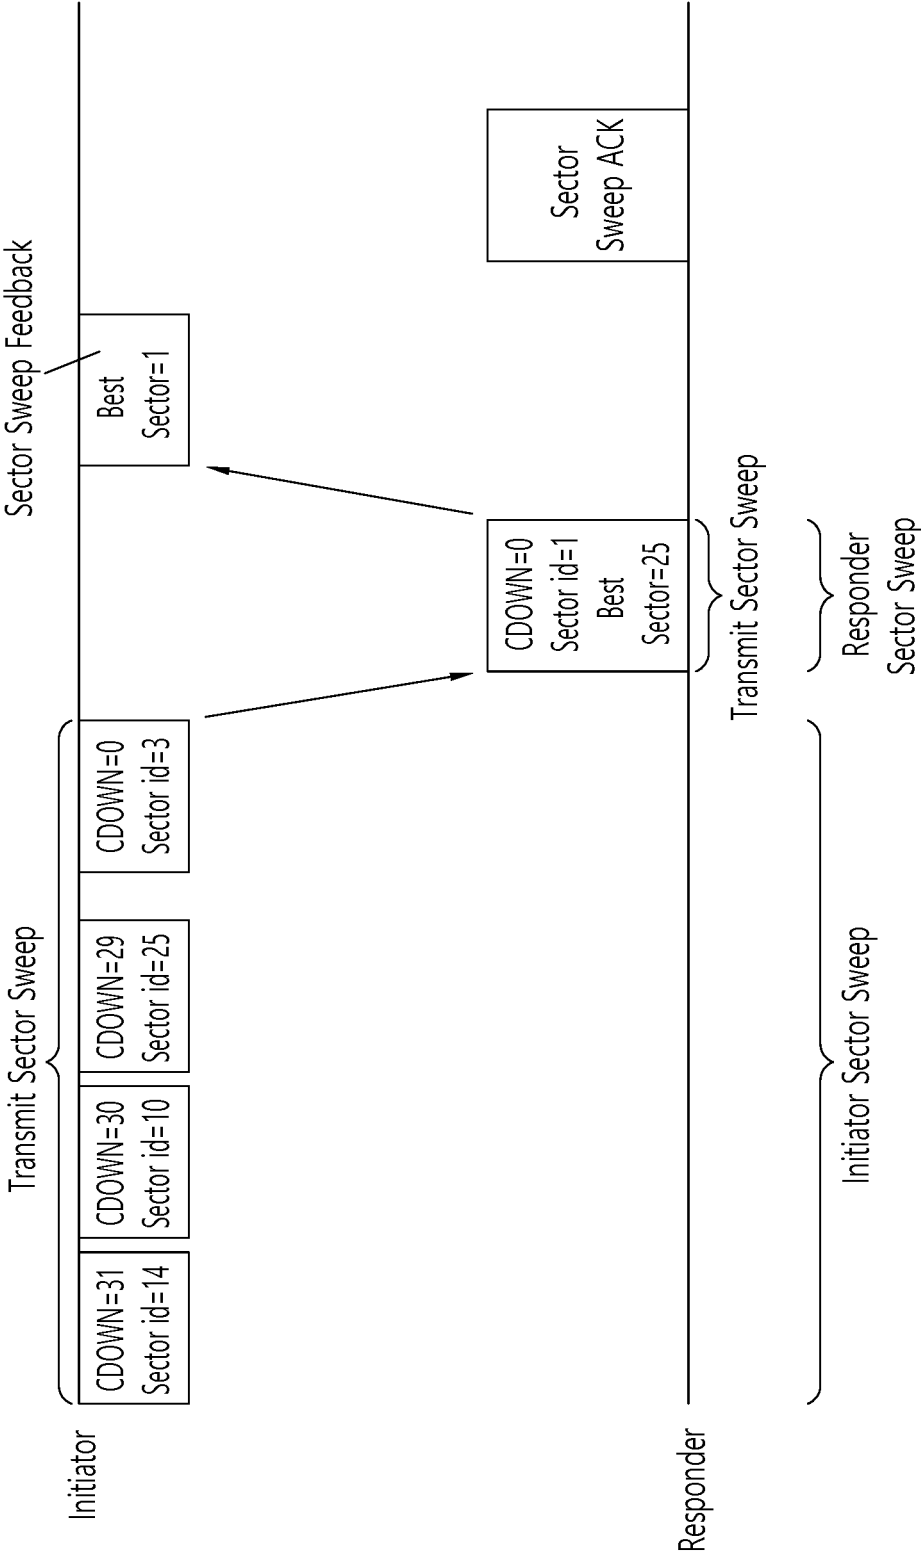 Transmit Sector Sweep
Sector Sweep Feedback
Initiator
CDOWN=31
Sector id=14
CDOWN=30
Sector id=10
CDOWN=29
Sector id=25
CDOWN=0
Sector id=3
Best
Sector=1
CDOWN=0
Sector id=1
Best
Sector=25
Sector
Sweep ACK
Responder
Transmit Sector Sweep
Initiator Sector Sweep
Responder
Sector Sweep